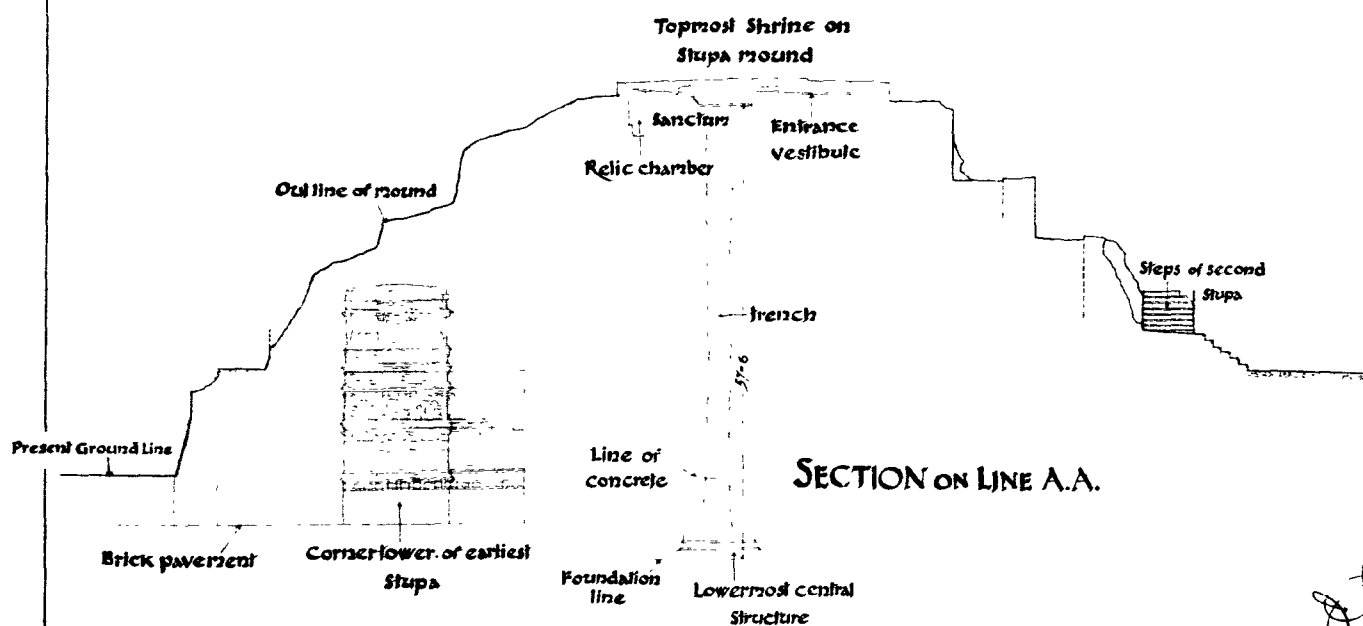 Topmost Shrine on
Stupa mound
Sanctum
Entrance
Vestibule
Relic chamber
Outline of mound
Steps of second
Stupa
Trench
57-6
Present Ground Line
Line of
concrete
SECTION ON LINE A.A.
Brick pavement
Corner tower of earliest
Stupa
Foundation
line
Lowermost central
Structure